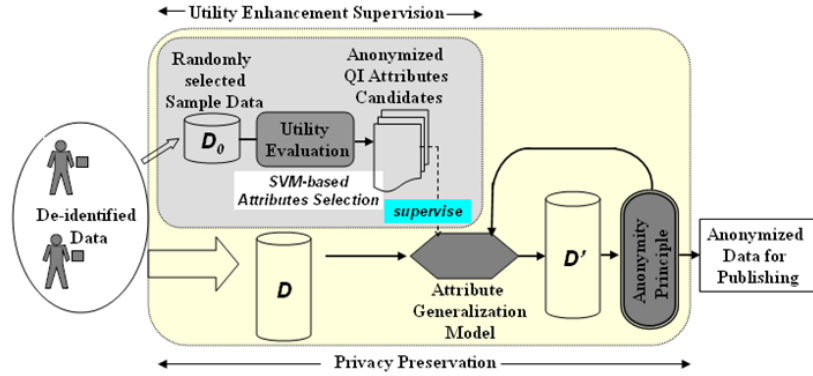 Utility Enhancement Supervision
Randomly
selected
Sample Data
Anonymized
QI Attributes
Candidates
D0
Utility
Evaluation
SVM-based
Attributes Selection
supervise
De-identified
Data
D
Attribute
Generalization
Model
D'
Anonymity
Principle
Anonymized
Data for
Publishing
Privacy Preservation